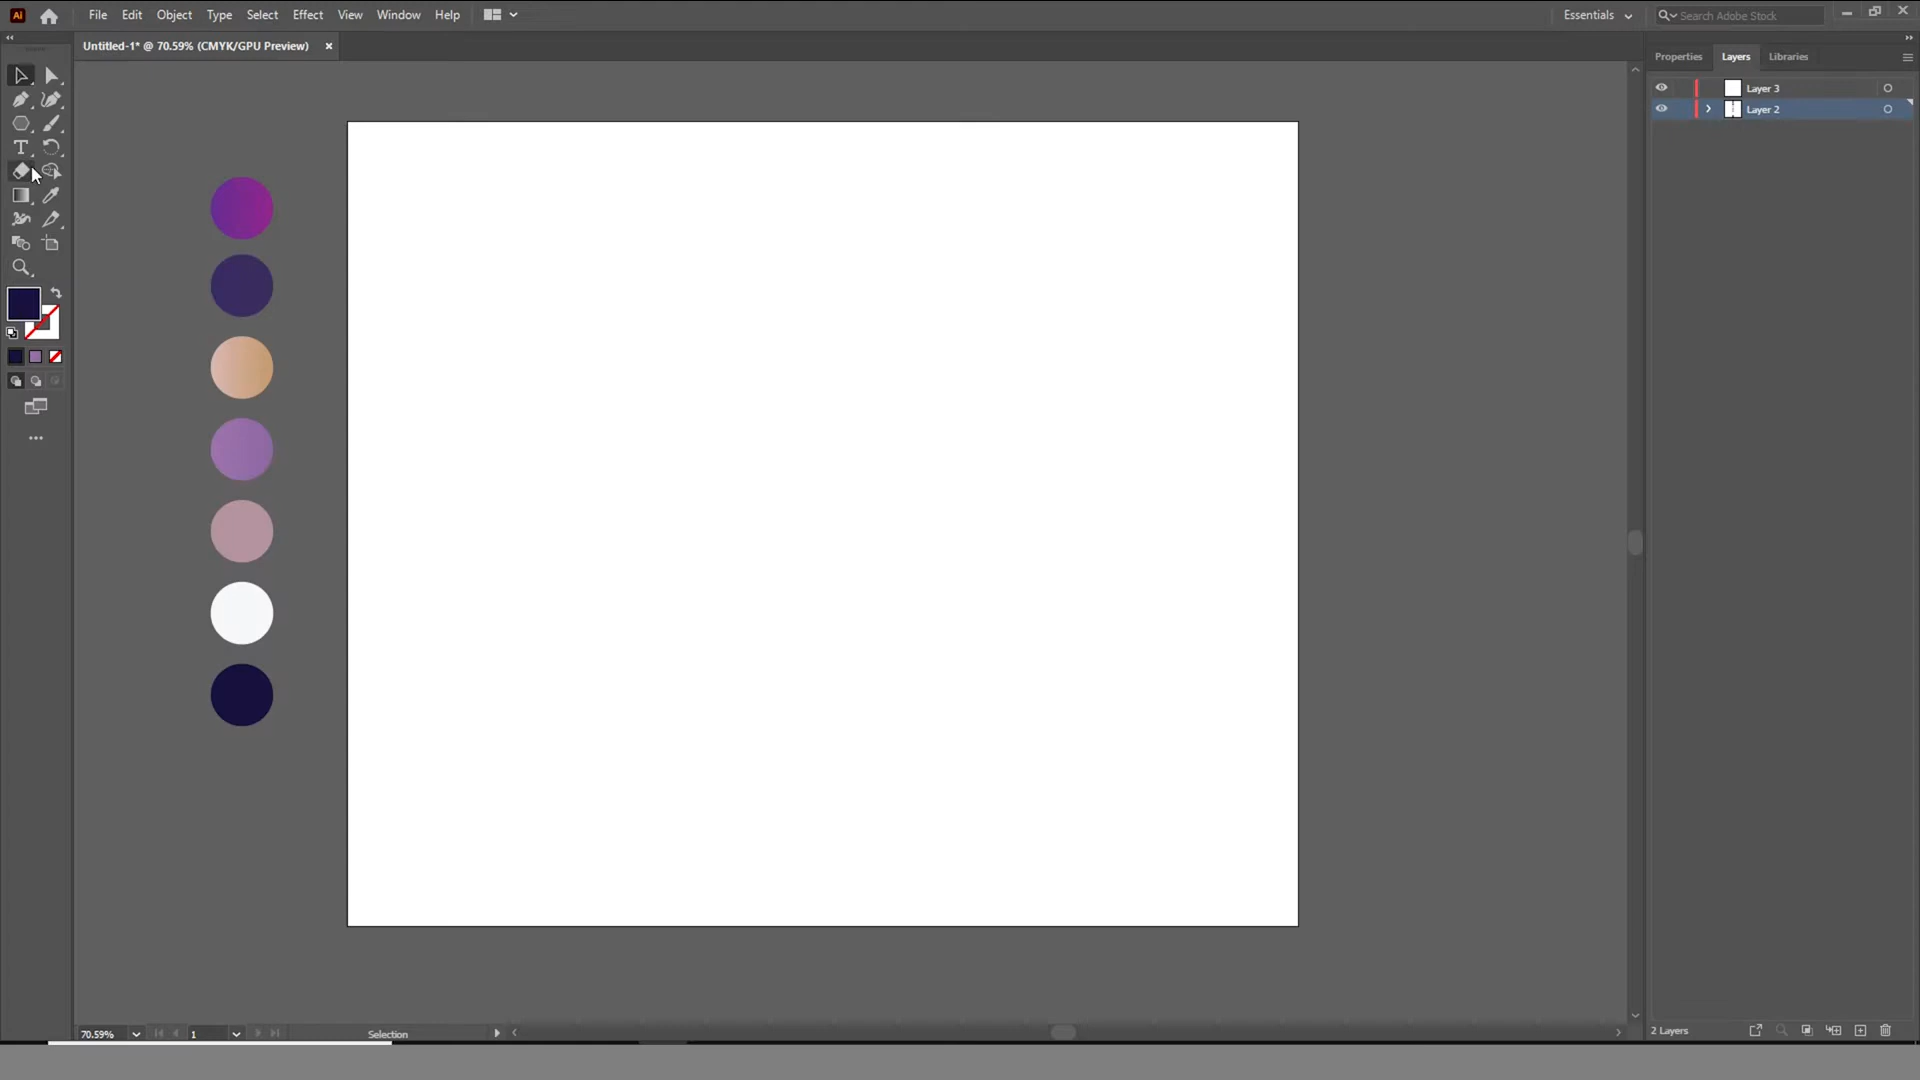 Ai File Edit Object Type Select Effect View Window Help Essentials Search Adobe Stock
Untitled-1* @ 70.59% (CMYK/GPU Preview) ×
Properties Layers Libraries
Layer 3
Layer 2
T
70.59% 1 Selection 2 Layers